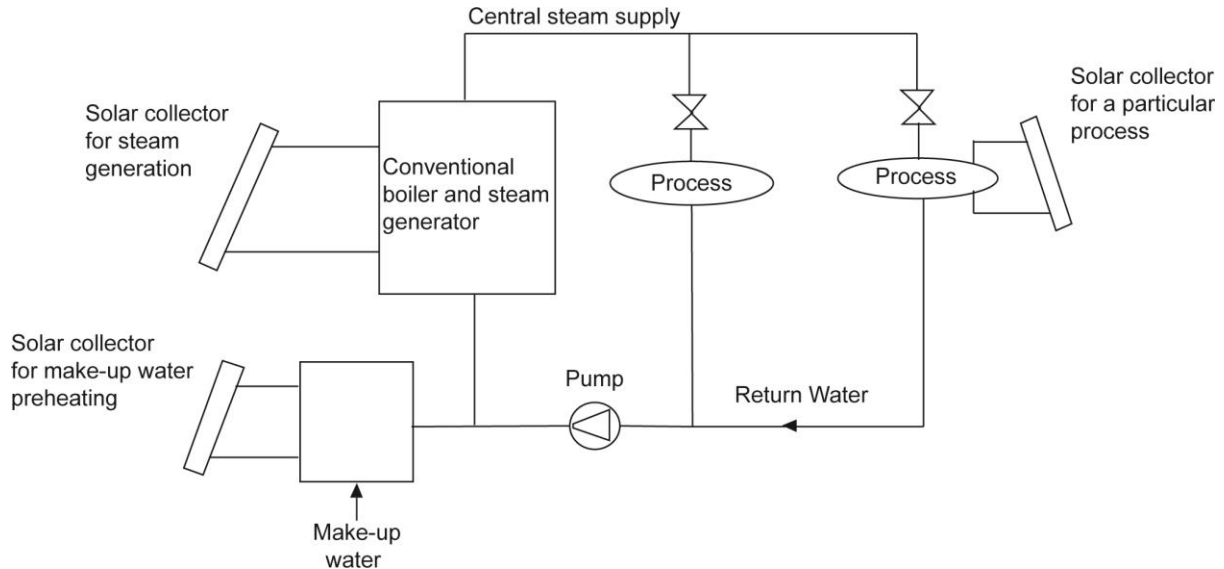 Central steam supply
Solar collector
for steam
generation
Conventional
boiler and steam
generator
Process
Process
Solar collector
for a particular
process
Solar collector
for make-up water
preheating
Pump
Return Water
Make-up
water